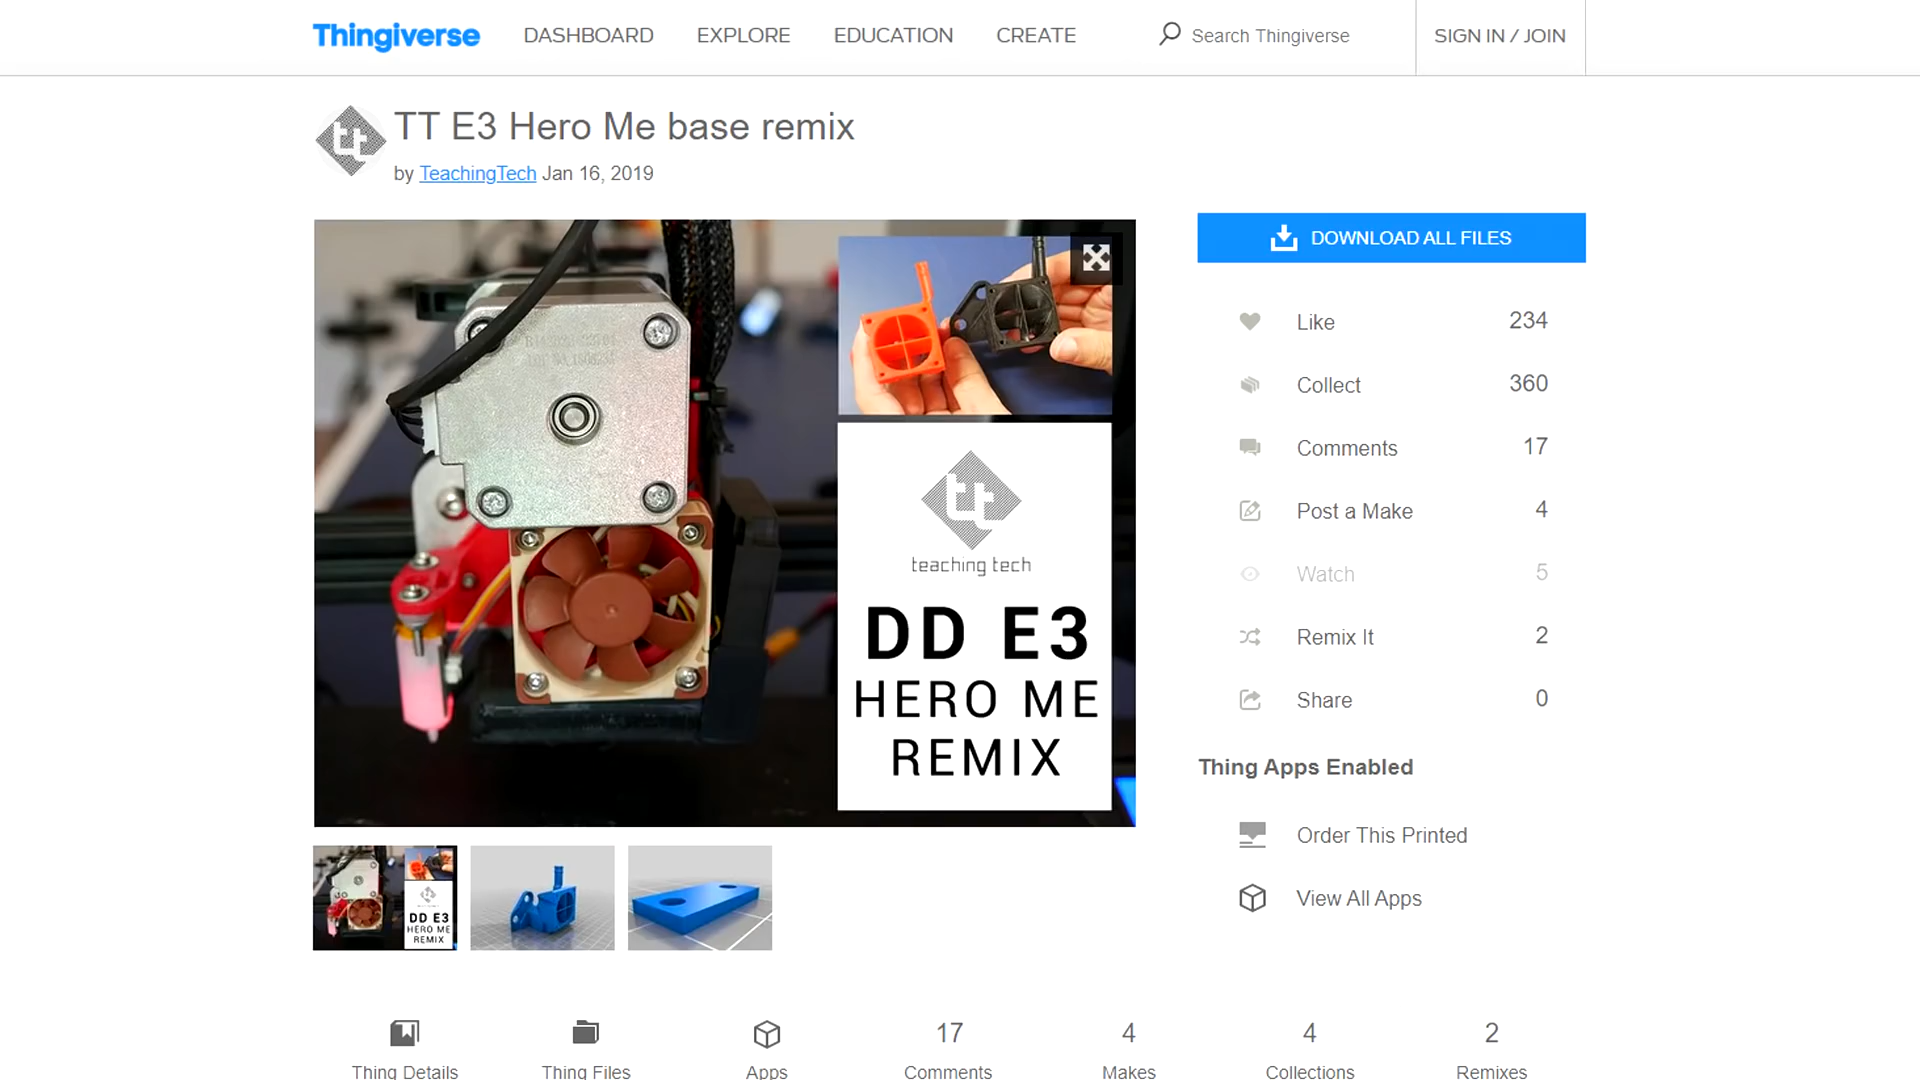 Thingiverse DASHBOARD EXPLORE EDUCATION CREATE Search Thingiverse SIGN IN / JOIN
tt TT E3 Hero Me base remix
by TeachingTech Jan 16, 2019
DOWNLOAD ALL FILES
Like 234
Collect 360
Comments 17
Post a Make 4
Watch 5
Remix It 2
Share 0
tt
teaching tech
DD E3
HERO ME
REMIX
Thing Apps Enabled
Order This Printed
View All Apps
DD E3
HERO ME
REMIX
17 4 4 2
Thing Details Thing Files Apps Comments Makes Collections Remixes